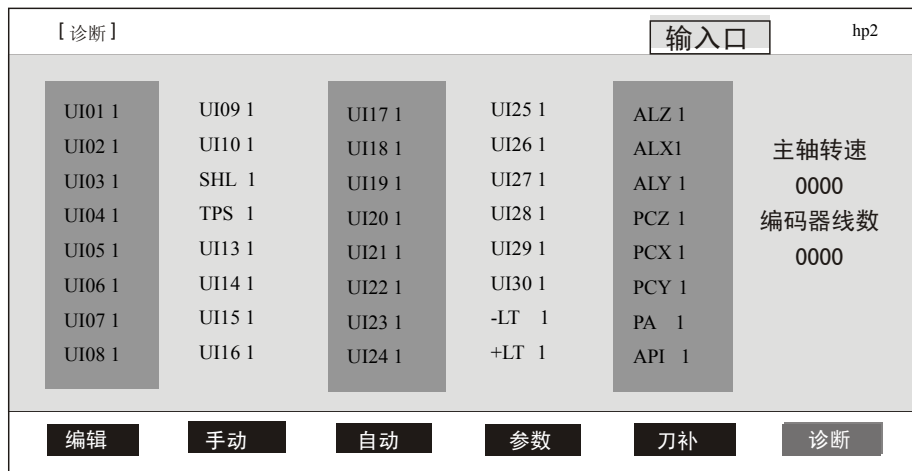 [诊断] 输入口 hp2
UI01 1 UI09 1 UI17 1 UI25 1 ALZ 1
UI02 1 UI10 1 UI18 1 UI26 1 ALX1 主轴转速
UI03 1 SHL 1 UI19 1 UI27 1 ALY 1 0000
UI04 1 TPS 1 UI20 1 UI28 1 PCZ 1 编码器线数
UI05 1 UI13 1 UI21 1 UI29 1 PCX 1 0000
UI06 1 UI14 1 UI22 1 UI30 1 PCY 1
UI07 1 UI15 1 UI23 1 -LT 1 PA 1
UI08 1 UI16 1 UI24 1 +LT 1 API 1
编辑 手动 自动 参数 刀补 诊断